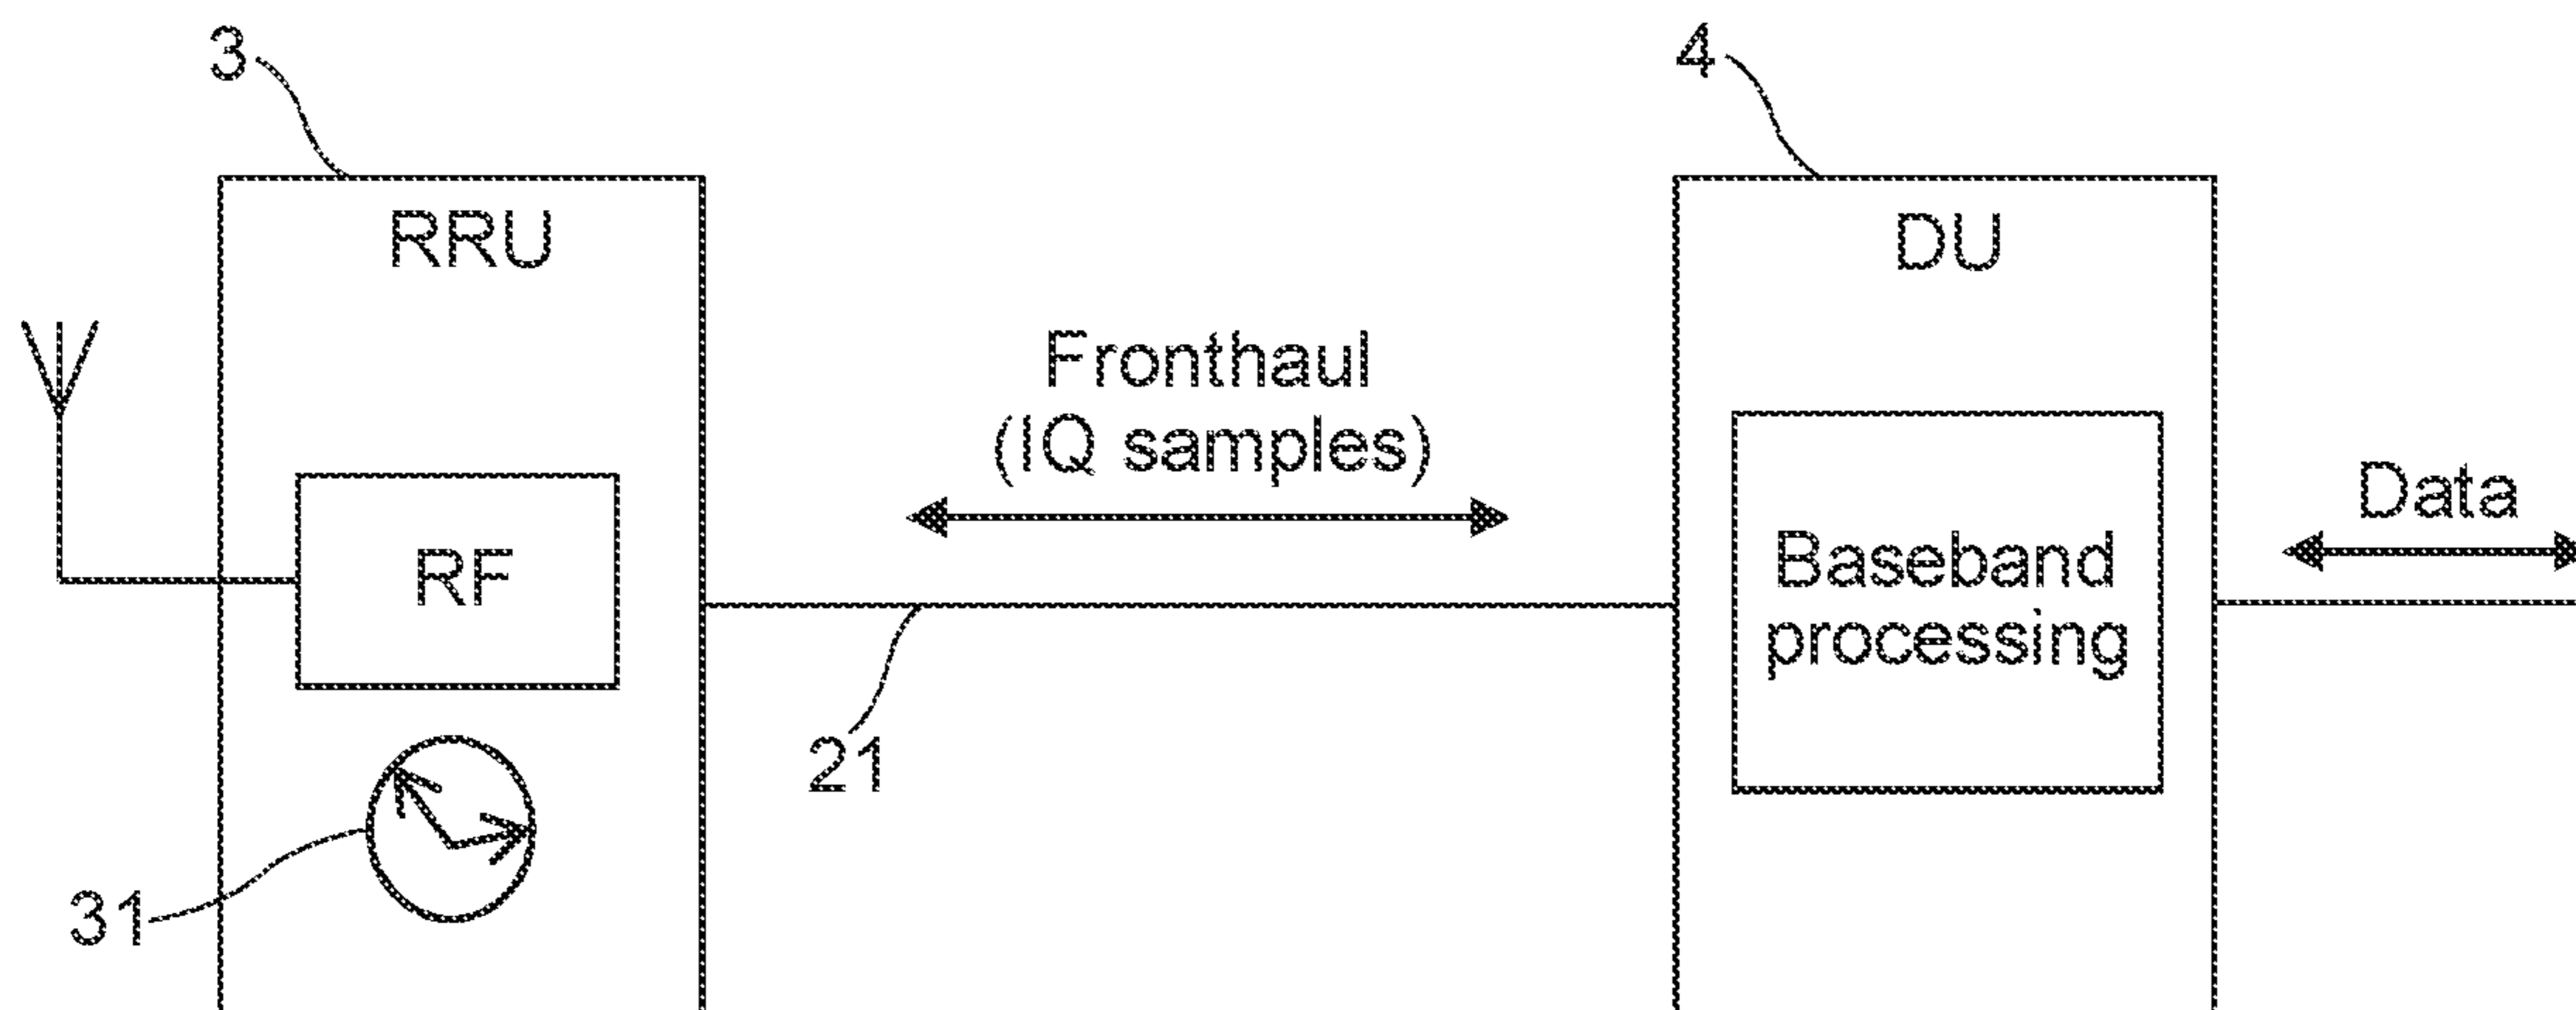 3
4
RRU
DU
Fronthaul
(IQ samples)
Data
RF
Baseband
processing
21
31